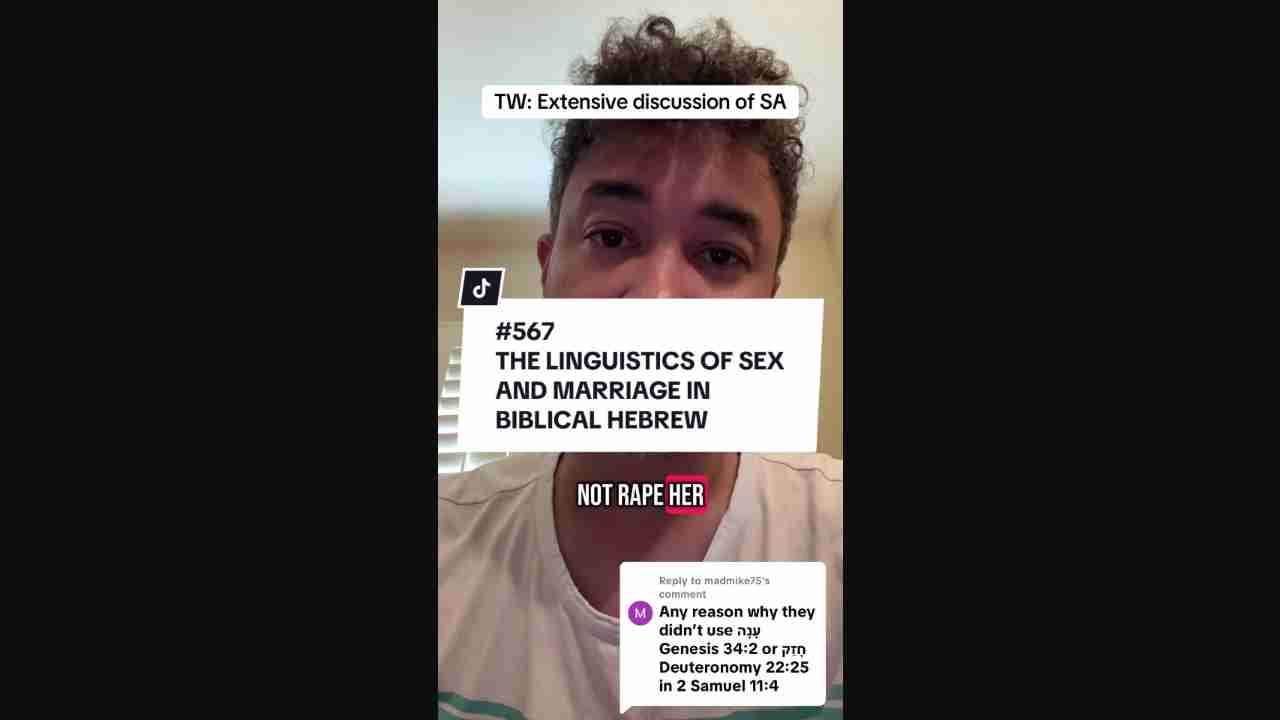 TW: Extensive discussion of SA
#567
THE LINGUISTICS OF SEX
AND MARRIAGE IN
BIBLICAL HEBREW
NOT RAPE HER
Reply to madmike75's
comment
M
Any reason why they
didn't use עָנָה
Genesis 34:2 or חָזַק
Deuteronomy 22:25
in 2 Samuel 11:4